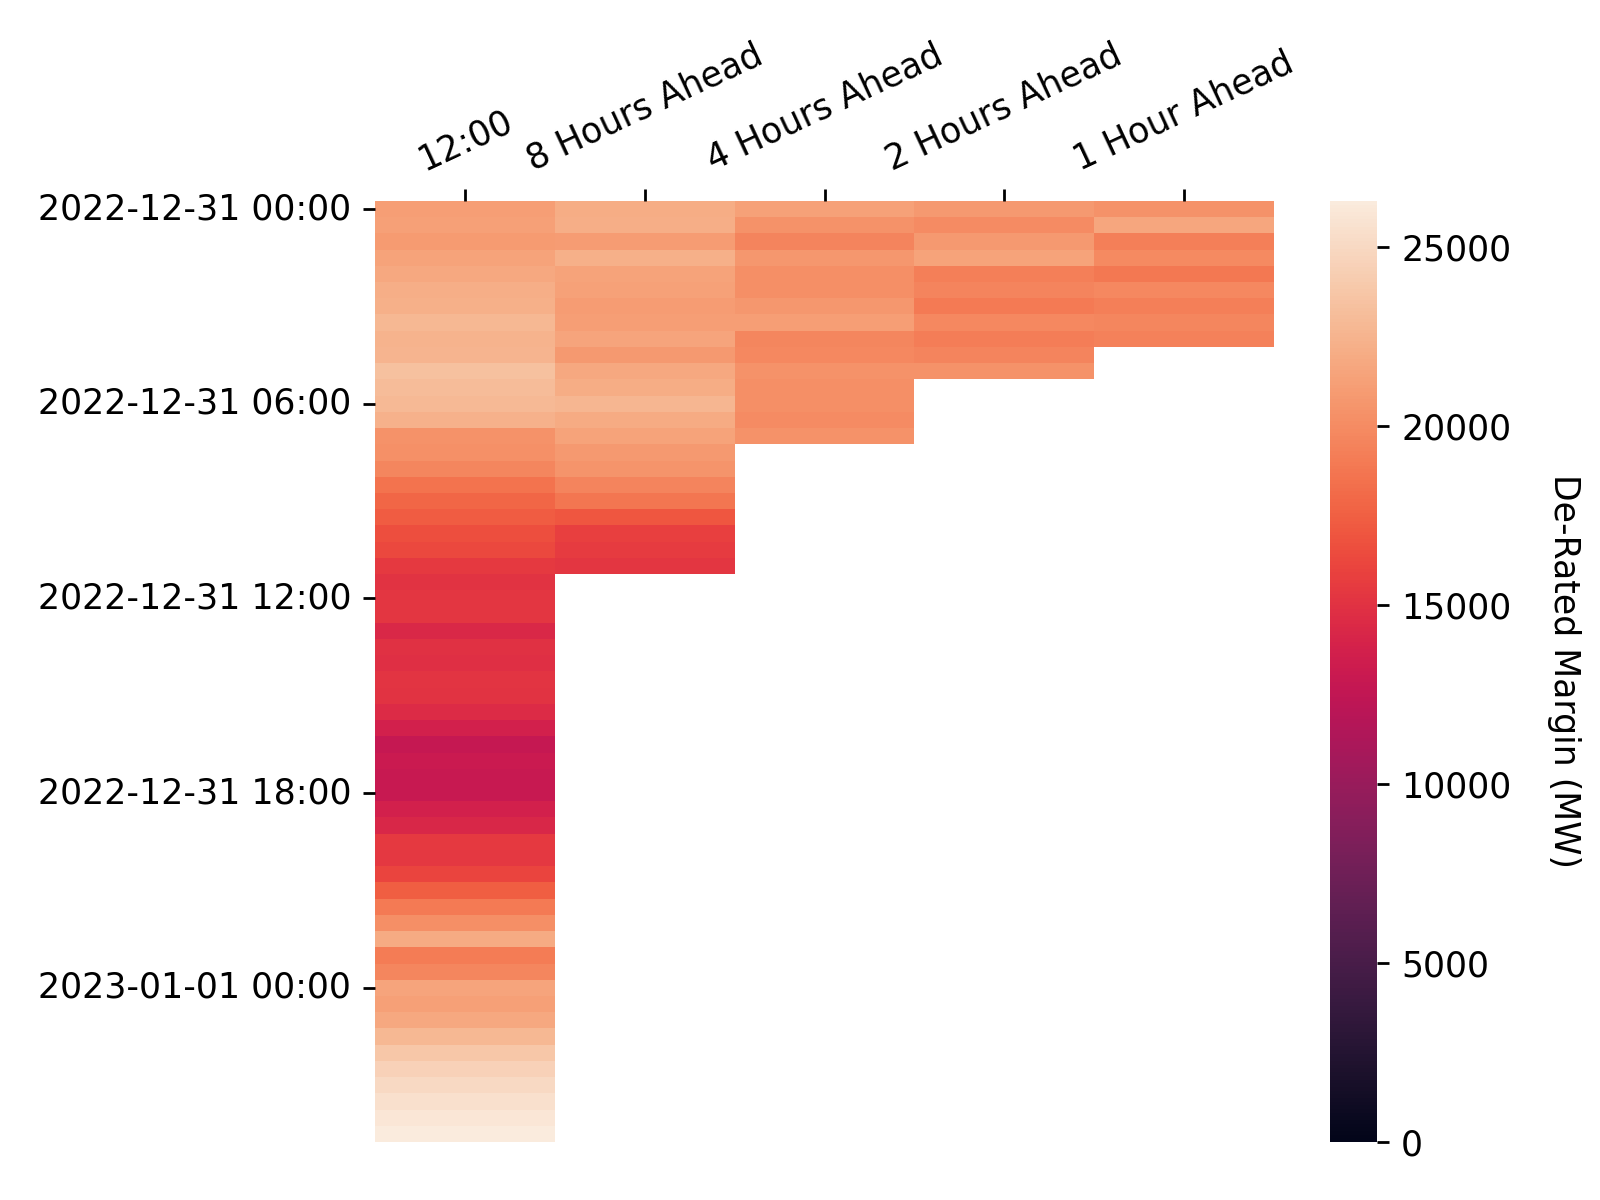 12:00
8 Hours Ahead
4 Hours Ahead
2 Hours Ahead
1 Hour Ahead
2022-12-31 00:00
2022-12-31 06:00
2022-12-31 12:00
2022-12-31 18:00
2023-01-01 00:00
25000
20000
15000
10000
5000
0
De-Rated Margin (MW)